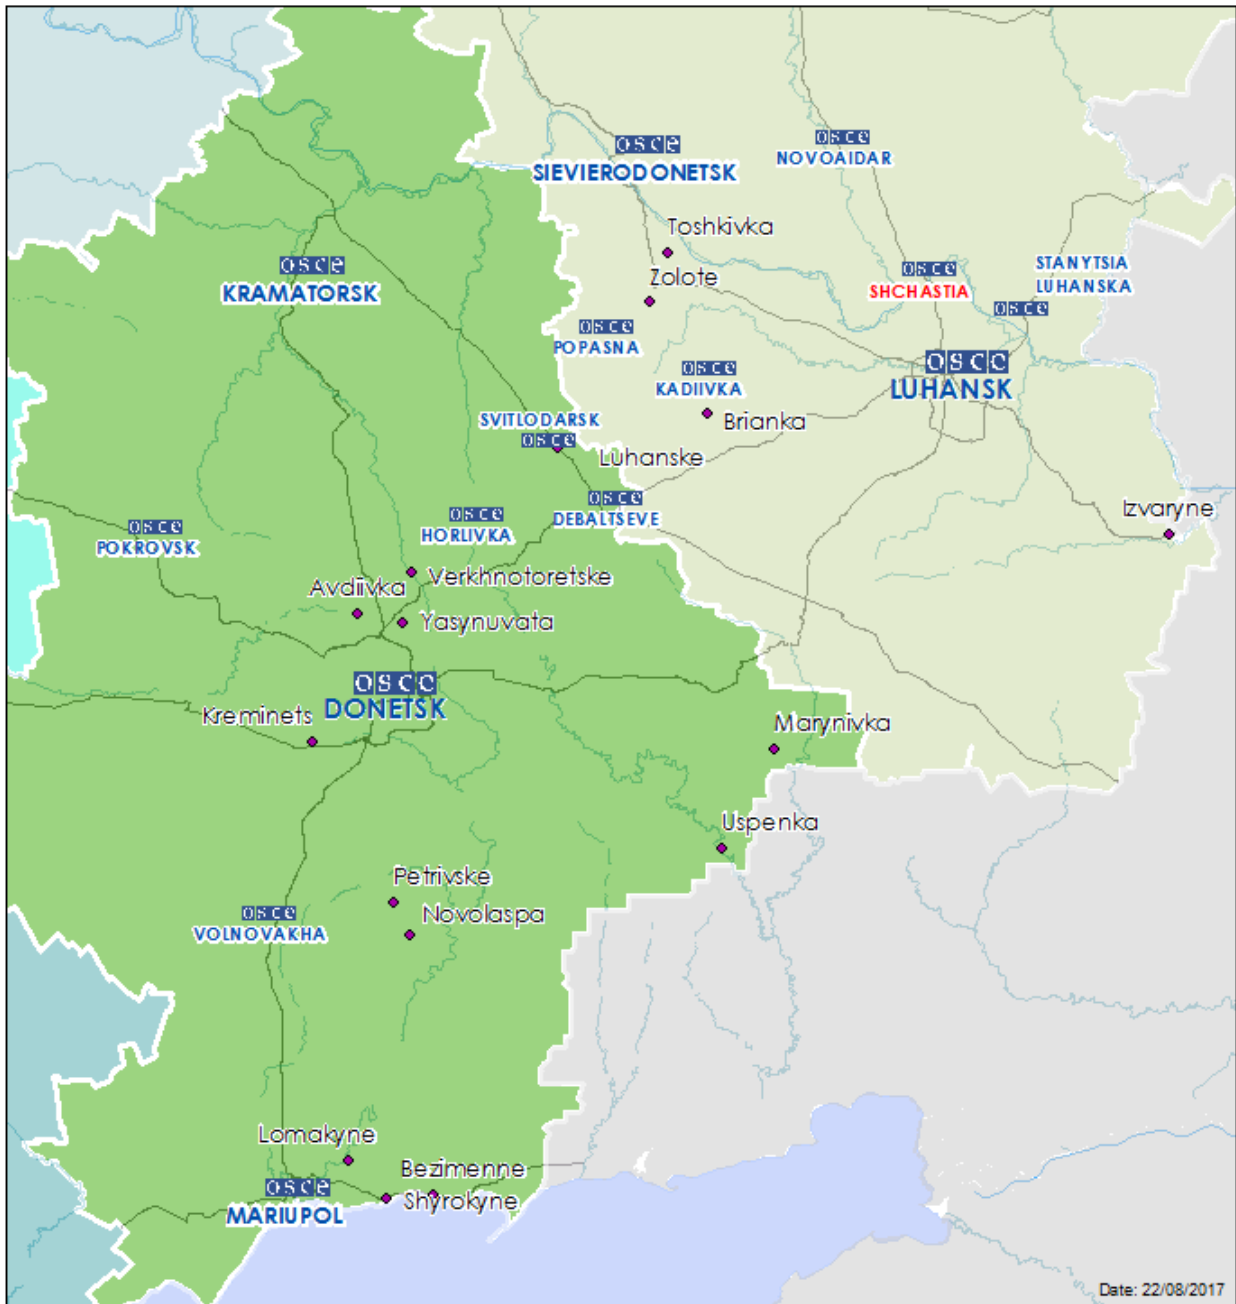 osce
SIEVIERODONETSK
osce
NOVOAIDAR
Toshkivka
osce
KRAMATORSK
Zolote
osce
SHCHASTIA
STANYTSIA
LUHANSKA
osce
osce
POPASNA
osce
KADIIVKA
osce
LUHANSK
Brianka
SVITLODARSK
osce
Luhanske
osce
DEBALTSEVE
osce
HORLIVKA
osce
POKROVSK
Izvaryne
Verkhnotoretske
Avdiivka
Yasynuvata
osce
DONETSK
Kreminets
Marynivka
Uspenka
Petrivske
Novolaspa
osce
VOLNOVAKHA
Lomakyne
Bezimenne
Shyrokyne
osce
MARIUPOL
Date: 22/08/2017